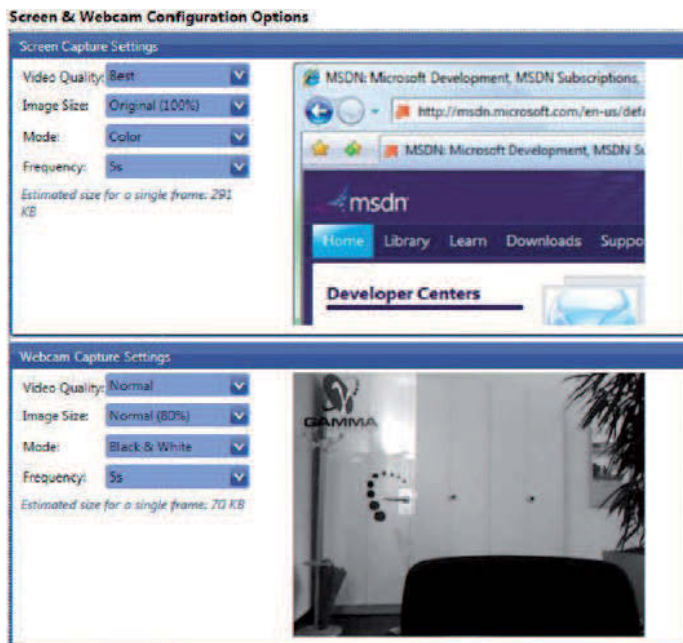 Screen & Webcam Configuration Options
Screen Capture Settings
Video Quality: Best
Image Size: Original (100%)
Mode: Color
Frequency: 5s
Estimated size for a single frame: 291
KB
MSDN: Microsoft Development, MSDN Subscriptions,
http://msdn.microsoft.com/en-us/defa
MSDN: Microsoft Development, MSDN Su
msdn
Home Library Learn Downloads Suppo
Developer Centers
Webcam Capture Settings
Video Quality: Normal
Image Size: Normal (80%)
Mode: Black & White
Frequency: 5s
Estimated size for a single frame: 70 KB
GAMMA